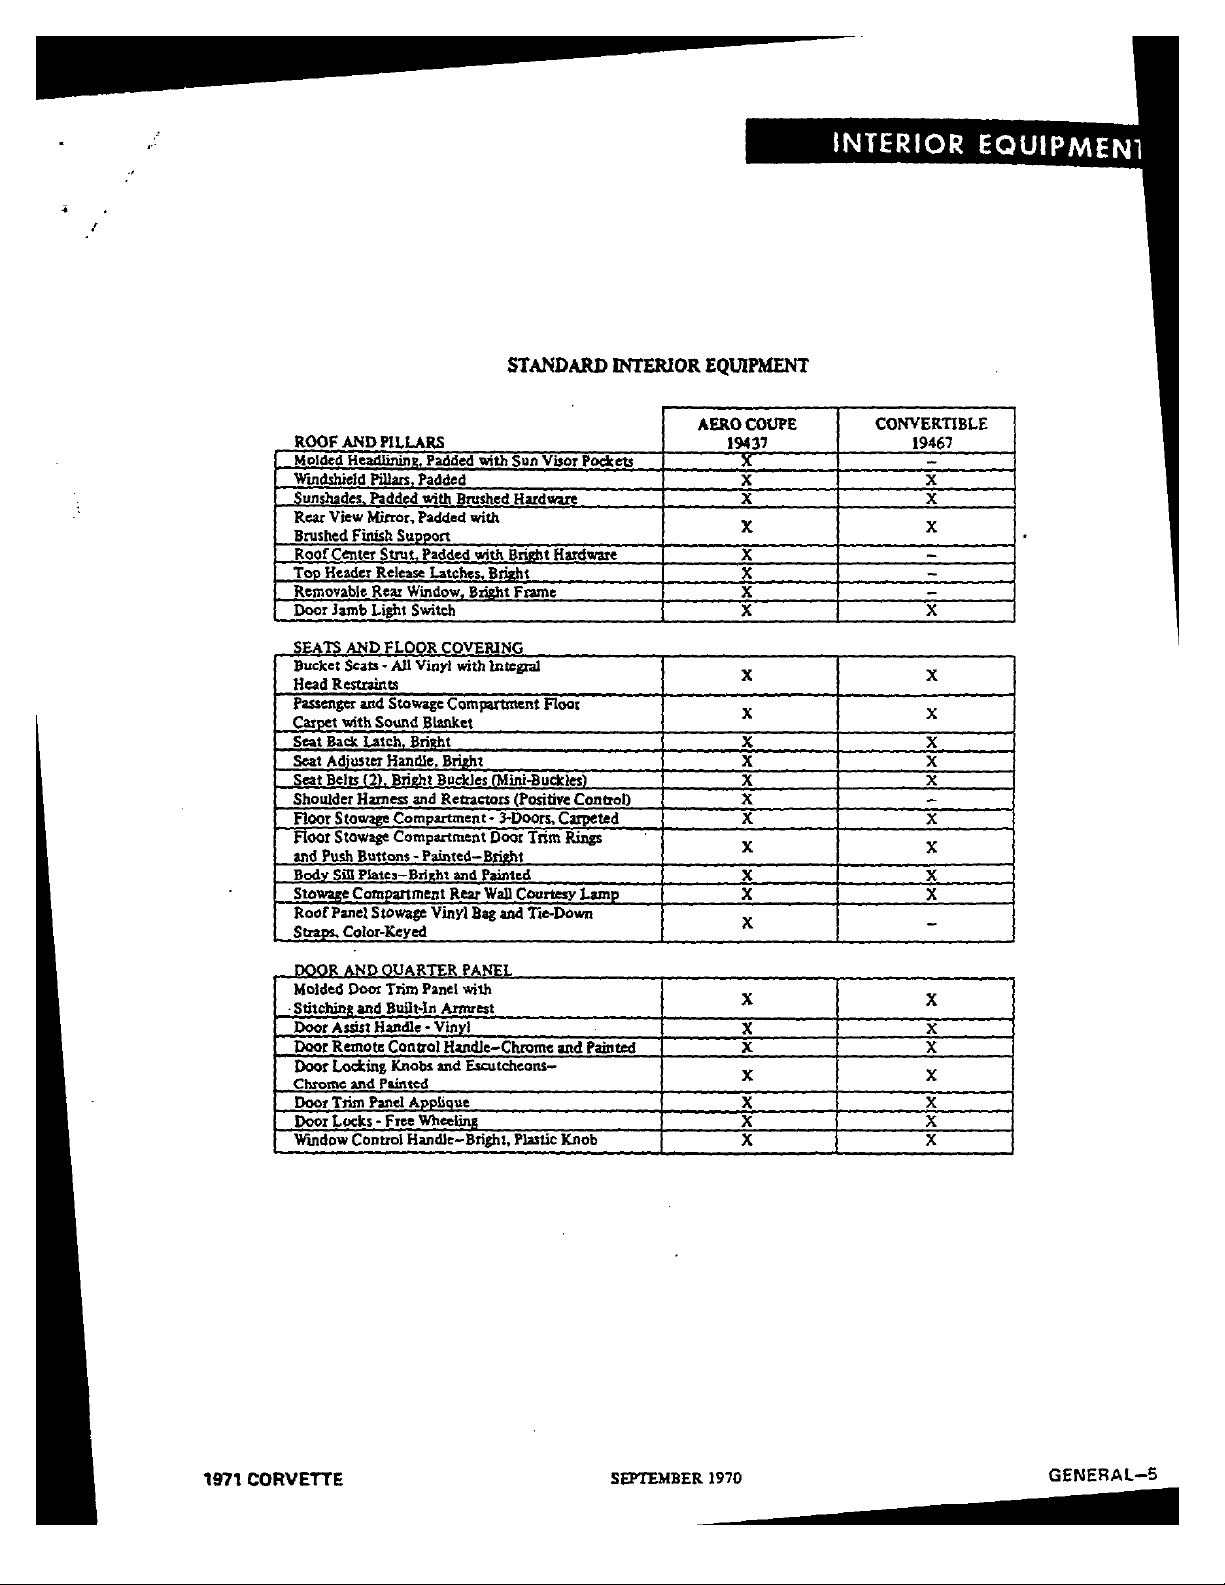 INTERIOR EQUIPMENT
STANDARD INTERIOR EQUIPMENT
AERO COUPE CONVERTIBLE
ROOF AND PILLARS 19437 19467
Molded Headlining, Padded with Sun Visor Pockets X –
Windshield Pillars, Padded X X
Sunshades, Padded with Brushed Hardware X X
Rear View Mirror, Padded with
Brushed Finish Support X X
Roof Center Strut, Padded with Bright Hardware X –
Top Header Release Latches, Bright X –
Removable Rear Window, Bright Frame X –
Door Jamb Light Switch X X
SEATS AND FLOOR COVERING
Bucket Seats - All Vinyl with Integral
Head Restraints X X
Passenger and Stowage Compartment Floor
Carpet with Sound Blanket X X
Seat Back Latch, Bright X X
Seat Adjuster Handle, Bright X X
Seat Belts (2), Bright Buckles (Mini-Buckles) X X
Shoulder Harness and Retractors (Positive Control) X –
Floor Stowage Compartment - 3-Doors, Carpeted X X
Floor Stowage Compartment Door Trim Rings
and Push Buttons - Painted–Bright X X
Body Sill Plates–Bright and Painted X X
Stowage Compartment Rear Wall Courtesy Lamp X X
Roof Panel Stowage Vinyl Bag and Tie-Down
Straps, Color-Keyed X –
DOOR AND QUARTER PANEL
Molded Door Trim Panel with
Stitching and Built-In Armrest X X
Door Assist Handle - Vinyl X X
Door Remote Control Handle–Chrome and Painted X X
Door Locking Knobs and Escutcheons–
Chrome and Painted X X
Door Trim Panel Applique X X
Door Locks - Free Wheeling X X
Window Control Handle–Bright, Plastic Knob X X
1971 CORVETTE SEPTEMBER 1970 GENERAL–5